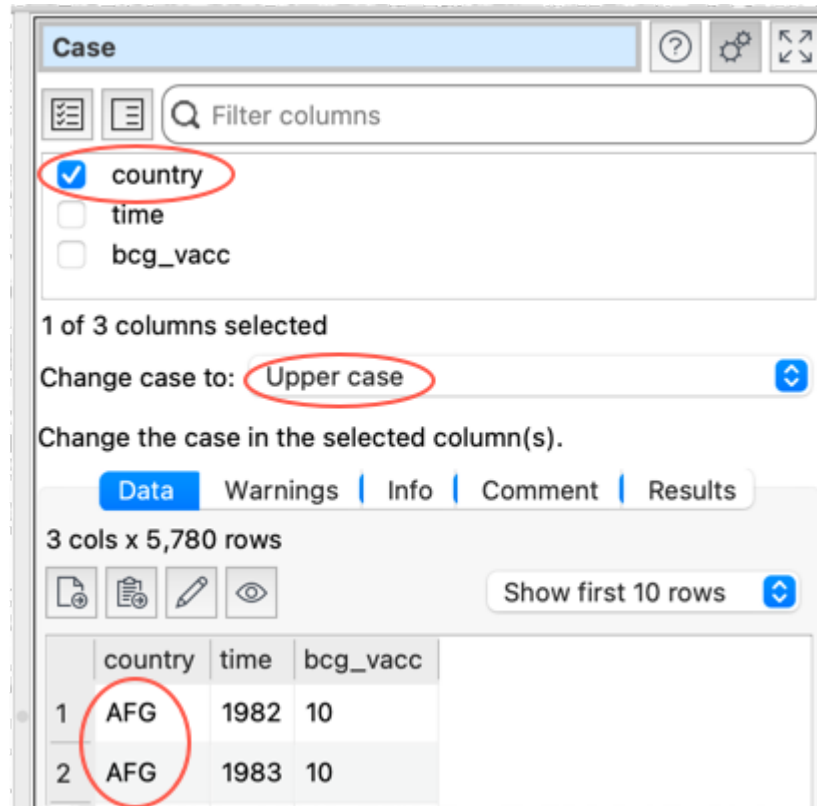 Case
Filter columns
country
time
bcg_vacc
1 of 3 columns selected
Change case to: Upper case
Change the case in the selected column(s).
Data Warnings Info Comment Results
3 cols x 5,780 rows
Show first 10 rows
country time bcg_vacc
1 AFG 1982 10
2 AFG 1983 10